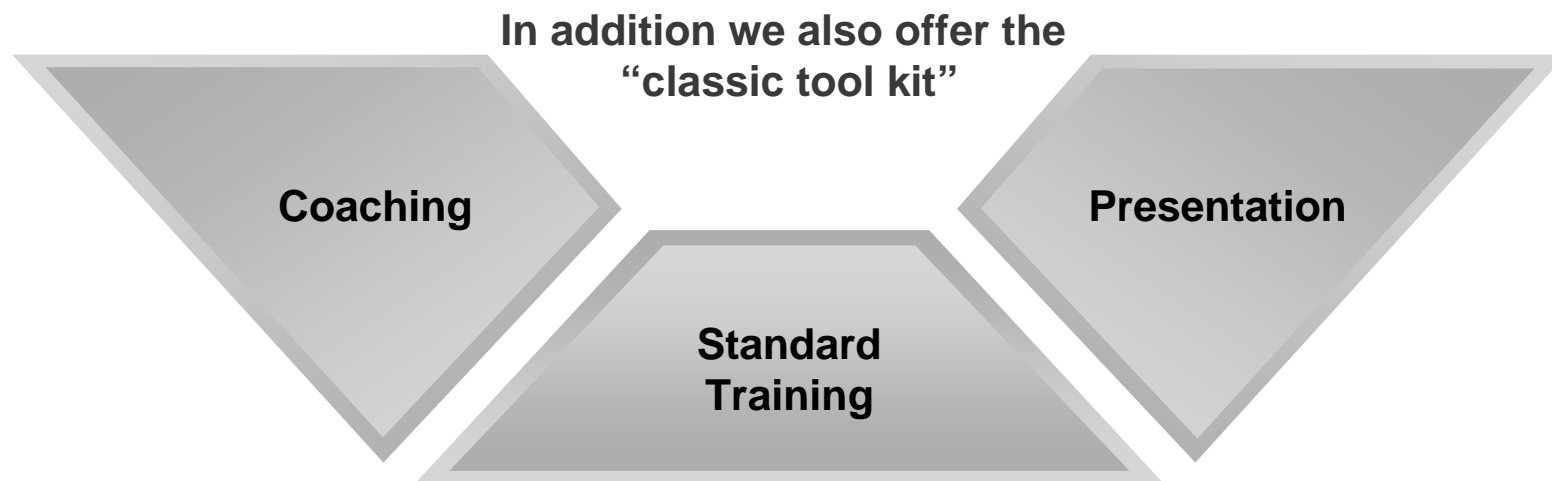 In addition we also offer the
“classic tool kit”
Coaching
Presentation
Standard
Training